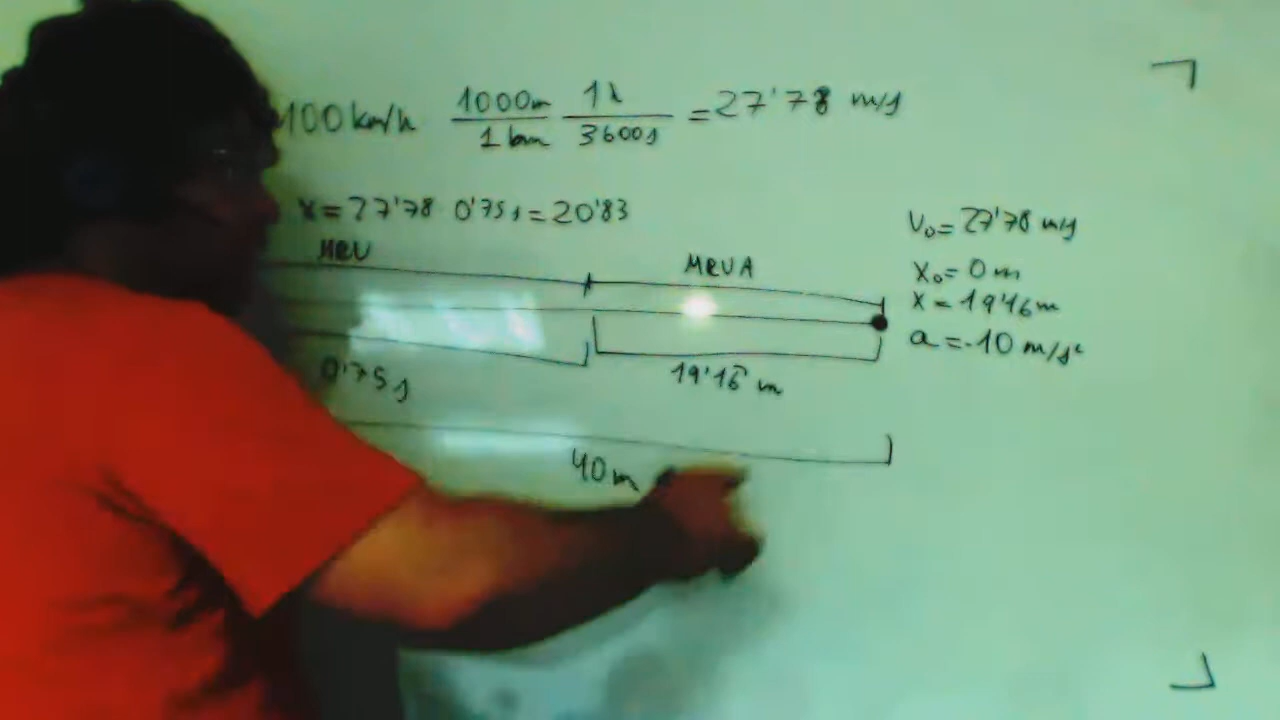 100 km/h 1000m/1 km 1h/3600s = 27'78 m/s
x = 27'78 0'75 s = 20'83
MRU
MRUA
0'75 s
19'16 m
40 m
V₀ = 27'78 m/s
X₀ = 0 m
X = 19'16 m
a = -10 m/s²